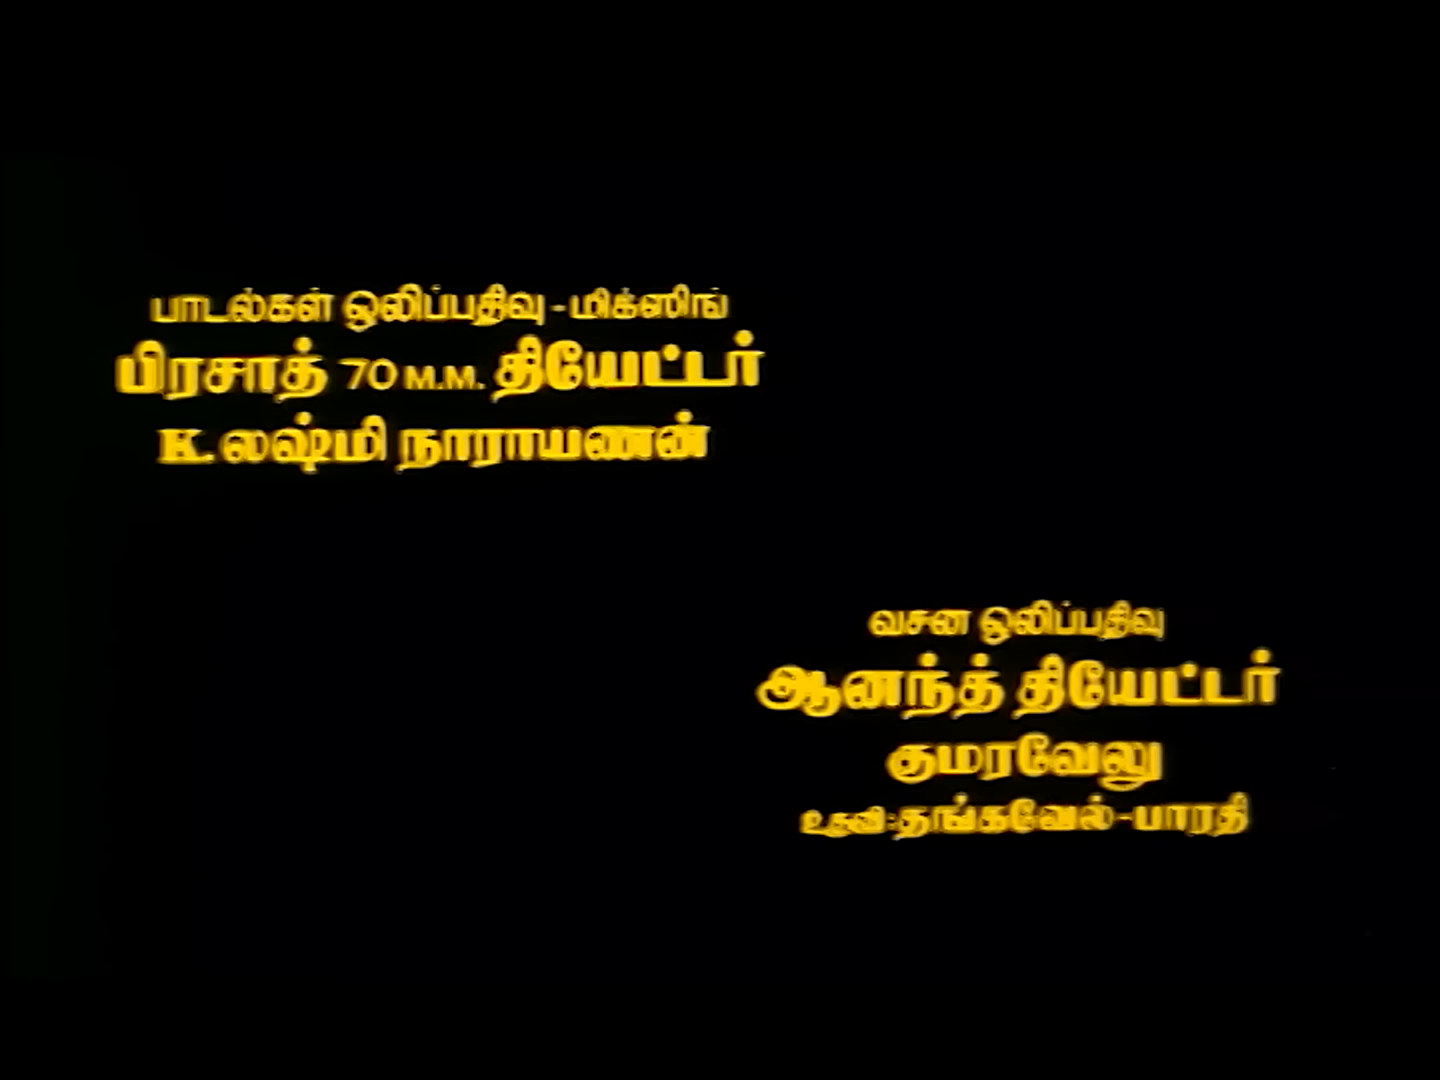 பாடல்கள் ஒலிப்பதிவு - மிக்ஸிங்
பிரசாத் 70 M.M. தியேட்டர்
K. லஷ்மி நாராயணன்
வசன ஒலிப்பதிவு
ஆனந்த் தியேட்டர்
குமரவேலு
உதவி: தங்கவேல் - பாரதி